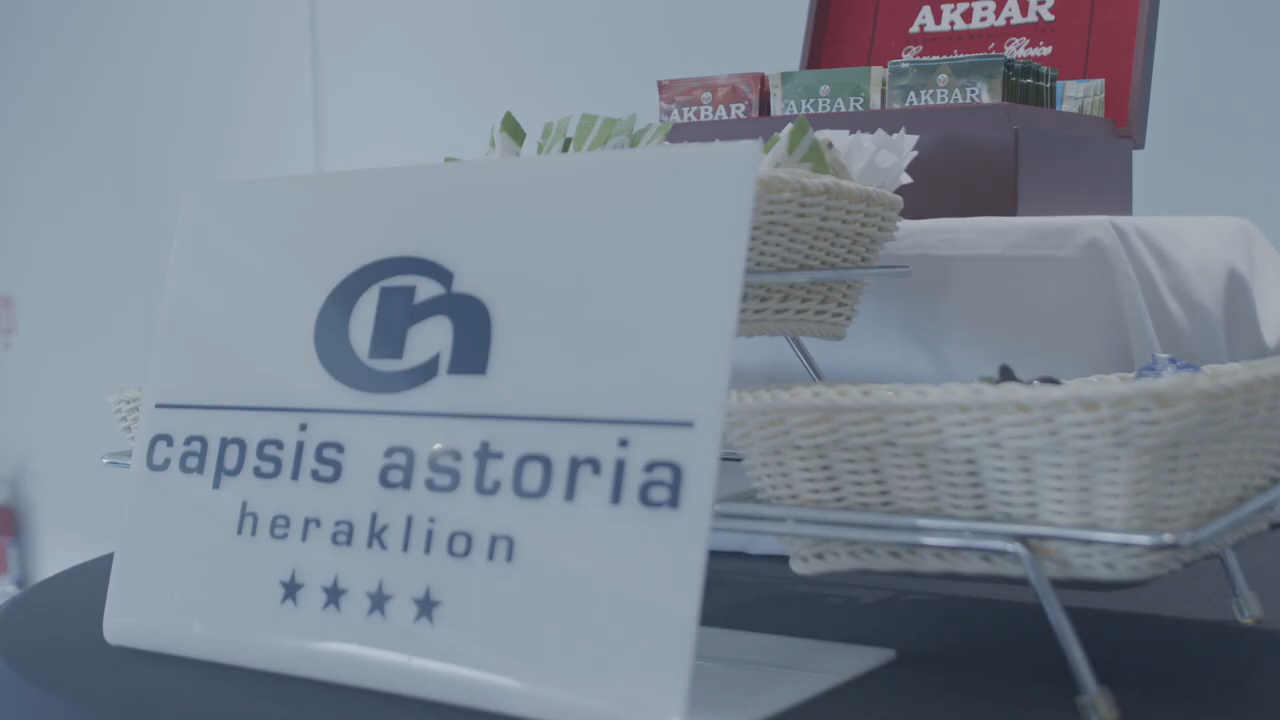 AKBAR
Connoisseur's Choice
AKBAR
AKBAR
AKBAR
capsis astoria
heraklion